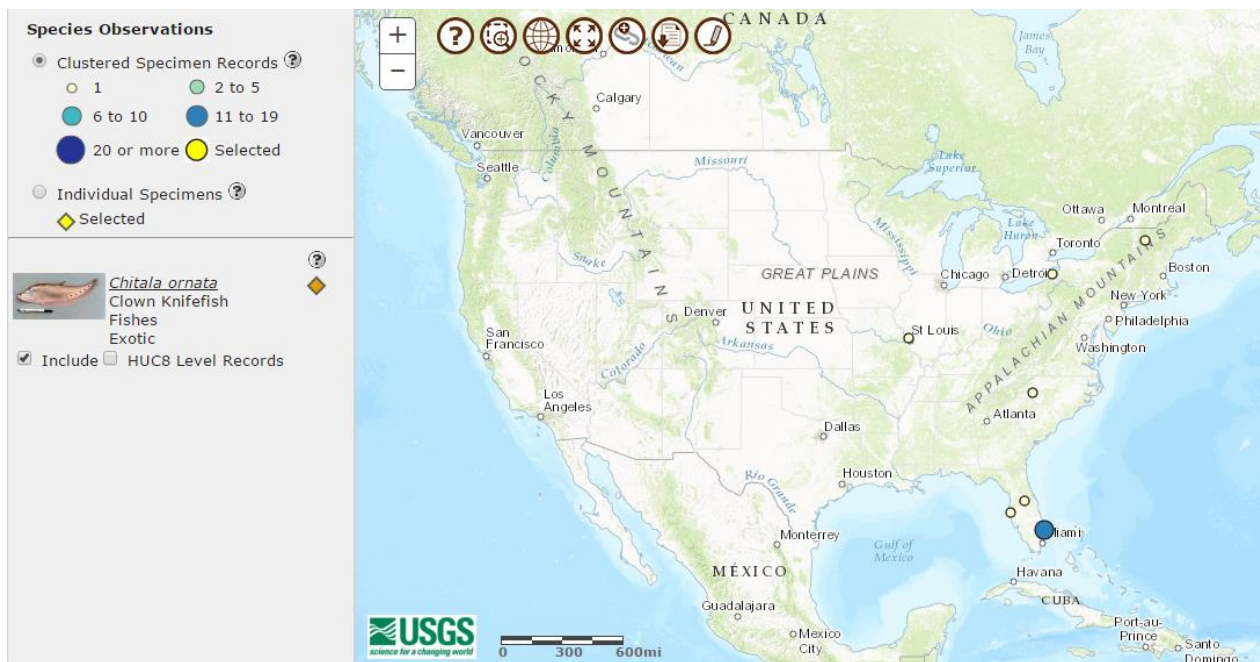 Species Observations
Clustered Specimen Records ?
1
2 to 5
6 to 10
11 to 19
20 or more
Selected
Individual Specimens ?
Selected
?
Chitala ornata
Clown Knifefish
Fishes
Exotic
Include
HUC8 Level Records
+
−
?
CANADA
James
Bay
Calgary
Vancouver
Seattle
Columbia
ROCKY MOUNTAINS
Missouri
Lake
Superior
Ottawa
Montreal
Lake
Huron
Toronto
Mississippi
Snake
GREAT PLAINS
Chicago
Detroi
Boston
New York
Philadelphia
Denver
UNITED
STATES
St Louis
Ohio
Washington
APPALACHIAN MOUNTAINS
San
Francisco
Colorado
Arkansas
Los
Angeles
Atlanta
Dallas
Houston
Rio Grande
Monterrey
Gulf of
Mexico
Miami
MÉXICO
Havana
CUBA
Guadalajara
Mexico
City
Port-au-
Prince
Santo
Domingo
USGS
science for a changing world
0 300 600mi